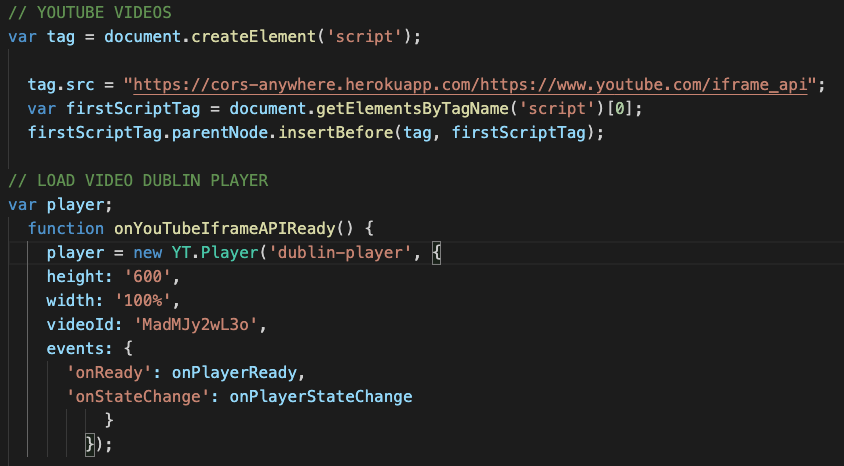 // YOUTUBE VIDEOS
var tag = document.createElement('script');
tag.src = "https://cors-anywhere.herokuapp.com/https://www.youtube.com/iframe_api";
var firstScriptTag = document.getElementsByTagName('script')[0];
firstScriptTag.parentNode.insertBefore(tag, firstScriptTag);
// LOAD VIDEO DUBLIN PLAYER
var player;
function onYouTubeIframeAPIReady() {
player = new YT.Player('dublin-player', {
height: '600',
width: '100%',
videoId: 'MadMJy2wL3o',
events: {
'onReady': onPlayerReady,
'onStateChange': onPlayerStateChange
}
});